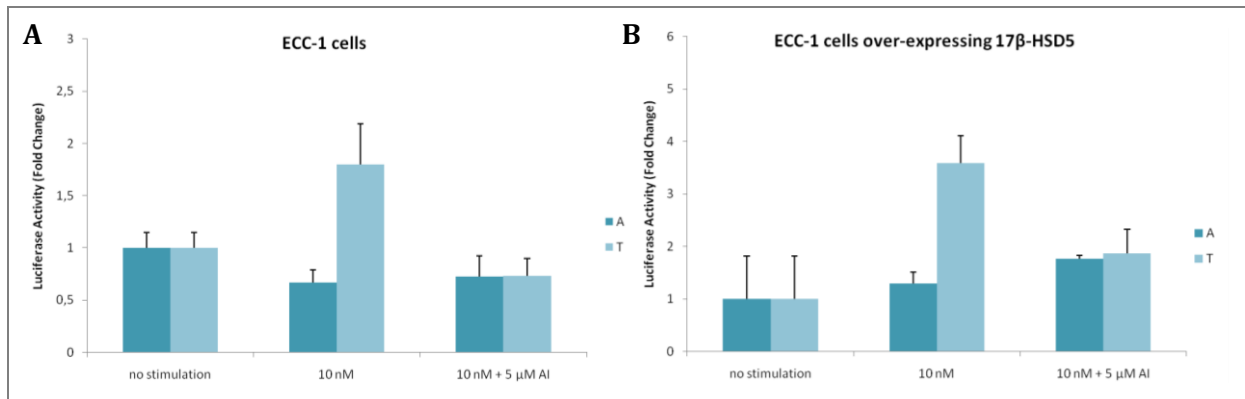 A
ECC-1 cells
Luciferase Activity (Fold Change)
3
2,5
2
1,5
1
0,5
0
no stimulation
10 nM
10 nM + 5 µM AI
A
T
B
ECC-1 cells over-expressing 17β-HSD5
Luciferase Activity (Fold Change)
6
5
4
3
2
1
0
no stimulation
10 nM
10 nM + 5 µM AI
A
T